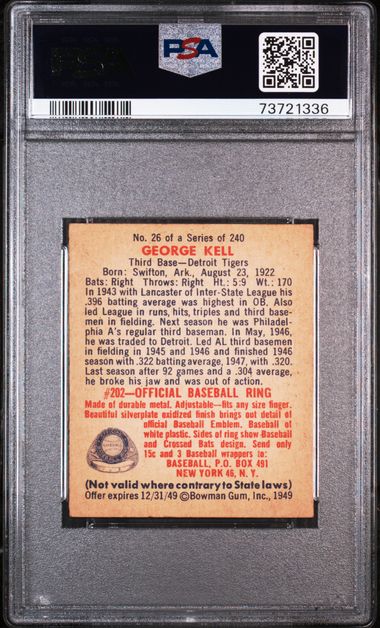 PSA
PSA
73721336
No. 26 of a Series of 240
GEORGE KELL
Third Base—Detroit Tigers
Born: Swifton, Ark., August 23, 1922
Bats: Right Throws: Right Ht.: 5:9 Wt.: 170
In 1943 with Lancaster of Inter-State League his
.396 batting average was highest in OB. Also
led League in runs, hits, triples and third base-
men in fielding. Next season he was Philadelph-
ia A's regular third baseman. In May, 1946,
he was traded to Detroit. Led AL third basemen
in fielding in 1945 and 1946 and finished 1946
season with .322 batting average, 1947, with .320.
Last season after 92 games and a .304 average,
he broke his jaw and was out of action.
#202—OFFICIAL BASEBALL RING
Made of durable metal. Adjustable—fits any size finger.
Beautiful silverplate oxidized finish brings out detail of
official Baseball Emblem. Baseball of
white plastic. Sides of ring show Baseball
and Crossed Bats design. Send only
15c and 3 Baseball wrappers to:
BASEBALL, P.O. BOX 491
NEW YORK 46, N. Y.
(Not valid where contrary to State laws)
Offer expires 12/31/49 ©Bowman Gum, Inc., 1949